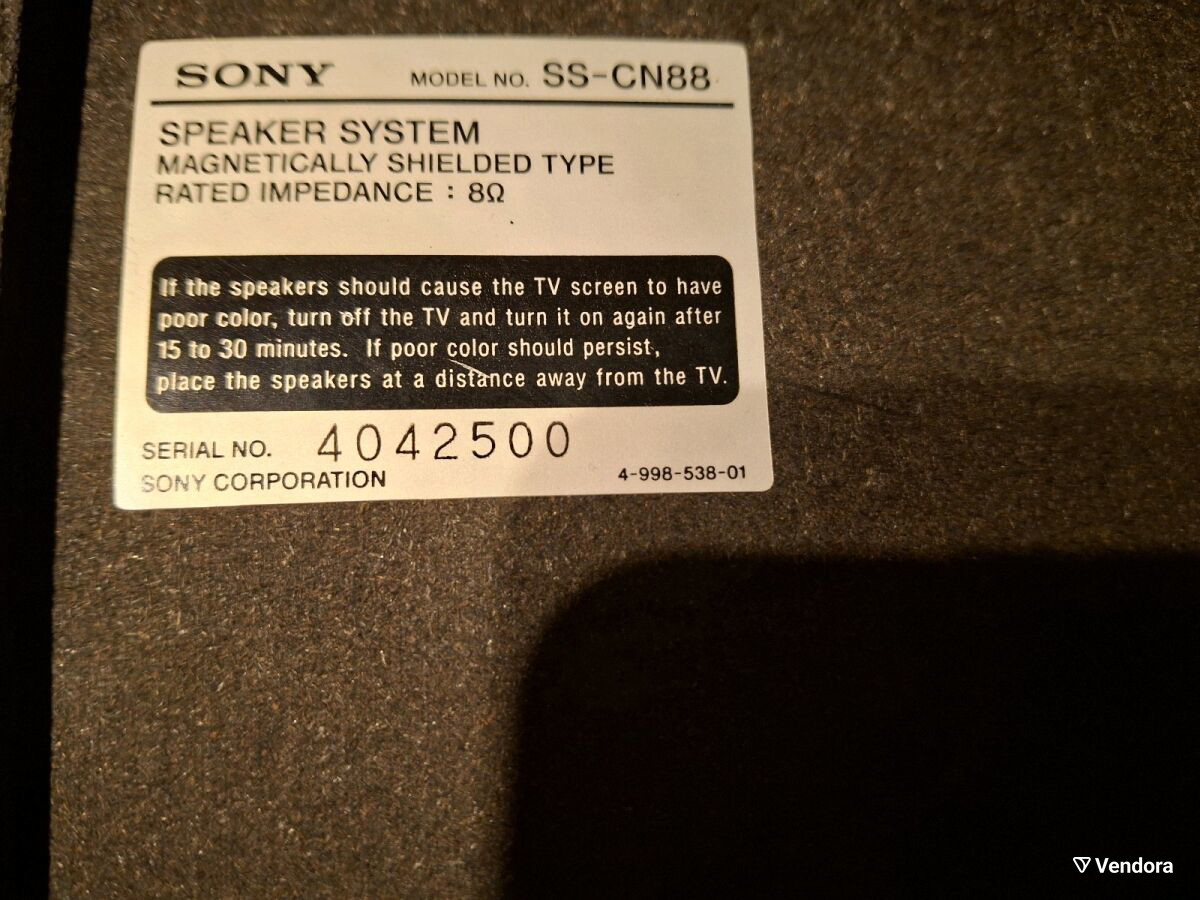 SONY MODEL NO. SS-CN88
SPEAKER SYSTEM
MAGNETICALLY SHIELDED TYPE
RATED IMPEDANCE : 8Ω
If the speakers should cause the TV screen to have
poor color, turn off the TV and turn it on again after
15 to 30 minutes. If poor color should persist,
place the speakers at a distance away from the TV.
SERIAL NO. 4042500
SONY CORPORATION 4-998-538-01
Vendora